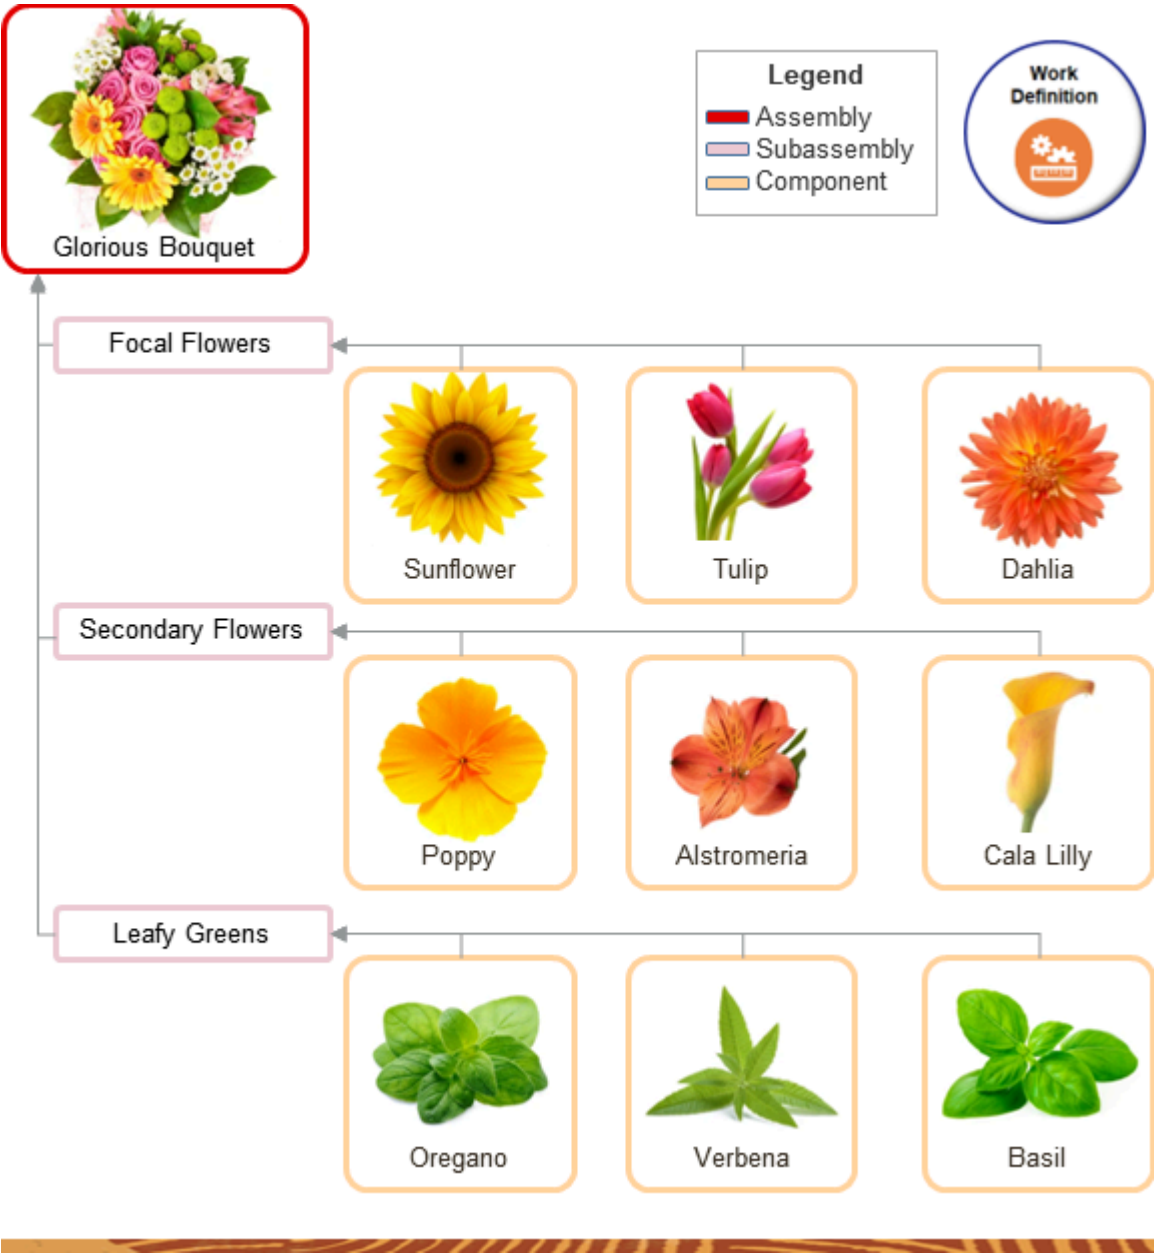 Glorious Bouquet
Legend
Assembly
Subassembly
Component
Work
Definition
Focal Flowers
Sunflower
Tulip
Dahlia
Secondary Flowers
Poppy
Alstromeria
Cala Lilly
Leafy Greens
Oregano
Verbena
Basil